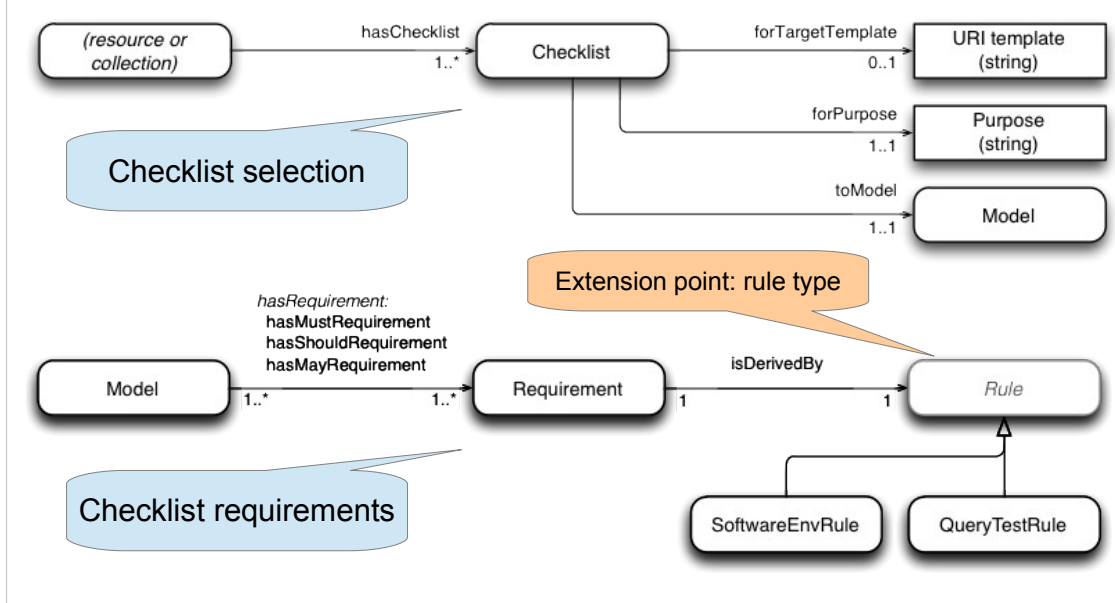 (resource or
collection)
hasChecklist
1..*
Checklist
forTargetTemplate
0..1
URI template
(string)
forPurpose
1..1
Purpose
(string)
Checklist selection
toModel
1..1
Model
Extension point: rule type
hasRequirement:
hasMustRequirement
hasShouldRequirement
hasMayRequirement
Model
1..*
1..*
Requirement
isDerivedBy
1
1
Rule
Checklist requirements
SoftwareEnvRule
QueryTestRule